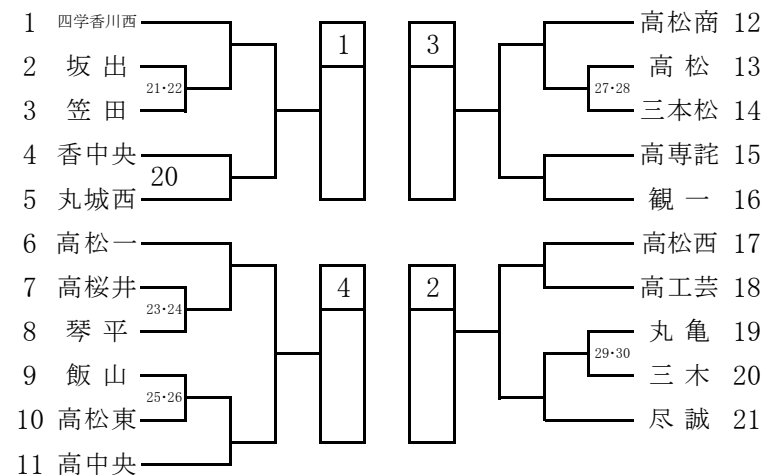 1 四学香川西
2 坂出
21・22
3 笠田
4 香中央
20
5 丸城西
1
6 高松一
7 高桜井
23・24
8 琴平
9 飯山
25・26
10 高松東
11 高中央
4
3
高松商 12
高松 13
27・28
三本松 14
高専詫 15
観一 16
2
高松西 17
高工芸 18
丸亀 19
29・30
三木 20
尽誠 21